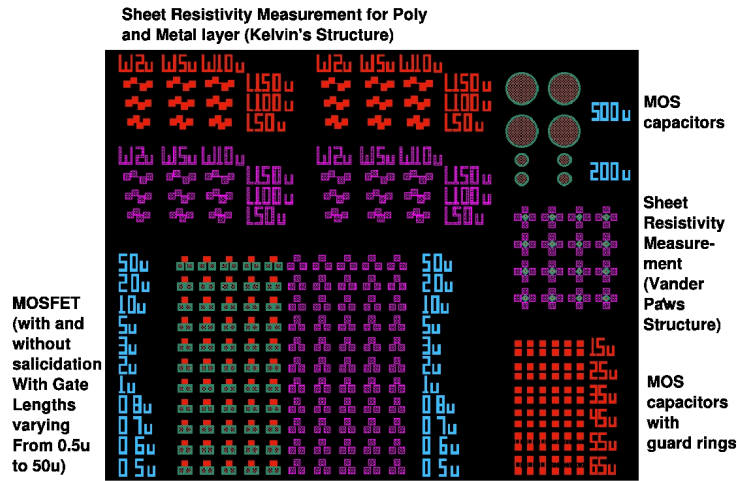 Sheet Resistivity Measurement for Poly
and Metal layer (Kelvin's Structure)
W2u W5u W10u
L150u
L100u
L50u
W2u W5u W10u
L150u
L100u
L50u
500u
200u
MOS
capacitors
W2u W5u W10u
L150u
L100u
L50u
W2u W5u W10u
L150u
L100u
L50u
Sheet
Resistivity
Measure-
ment
(Vander
Paws
Structure)
MOSFET
(with and
without
salicidation
With Gate
Lengths
varying
From 0.5u
to 50u)
50u
20u
10u
5u
3u
2u
1u
0 8u
0 7u
0 6u
0 5u
50u
20u
10u
5u
3u
2u
1u
0 8u
0 7u
0 6u
0 5u
15u
25u
35u
45u
55u
65u
MOS
capacitors
with
guard rings